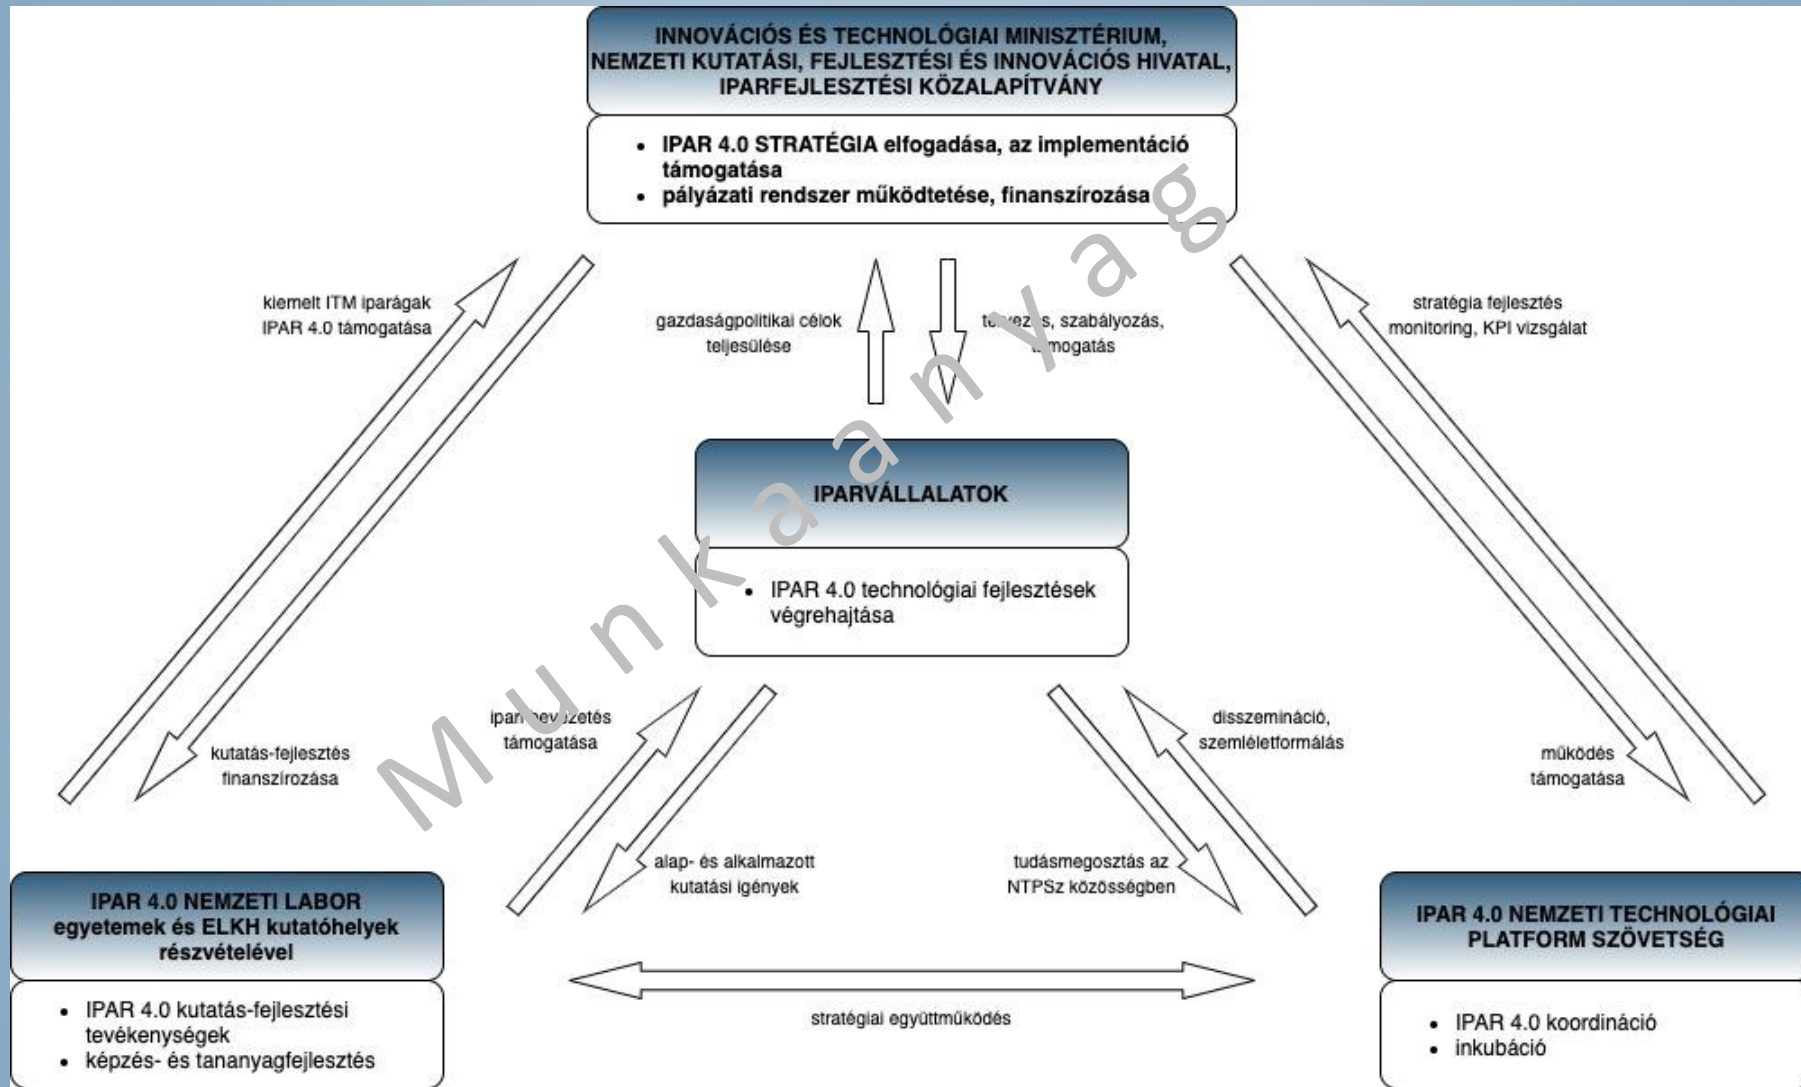 INNOVÁCIÓS ÉS TECHNOLÓGIAI MINISZTÉRIUM,
NEMZETI KUTATÁSI, FEJLESZTÉSI ÉS INNOVÁCIÓS HIVATAL,
IPARFEJLESZTÉSI KÖZALAPÍTVÁNY
• IPAR 4.0 STRATÉGIA elfogadása, az implementáció
támogatása
• pályázati rendszer működtetése, finanszírozása
kiemelt ITM iparágak
IPAR 4.0 támogatása
gazdaságpolitikai célok
teljesülése
tervezés, szabályozás,
támogatás
stratégia fejlesztés
monitoring, KPI vizsgálat
IPARVÁLLALATOK
• IPAR 4.0 technológiai fejlesztések
végrehajtása
kutatás-fejlesztés
finanszírozása
ipari bevezetés
támogatása
disszemináció,
szemléletformálás
működés
támogatása
alap- és alkalmazott
kutatási igények
tudásmegosztás az
NTPSz közösségben
IPAR 4.0 NEMZETI LABOR
egyetemek és ELKH kutatóhelyek
részvételével
• IPAR 4.0 kutatás-fejlesztési
tevékenységek
• képzés- és tananyagfejlesztés
stratégiai együttműködés
IPAR 4.0 NEMZETI TECHNOLÓGIAI
PLATFORM SZÖVETSÉG
• IPAR 4.0 koordináció
• inkubáció
Munkaanyag